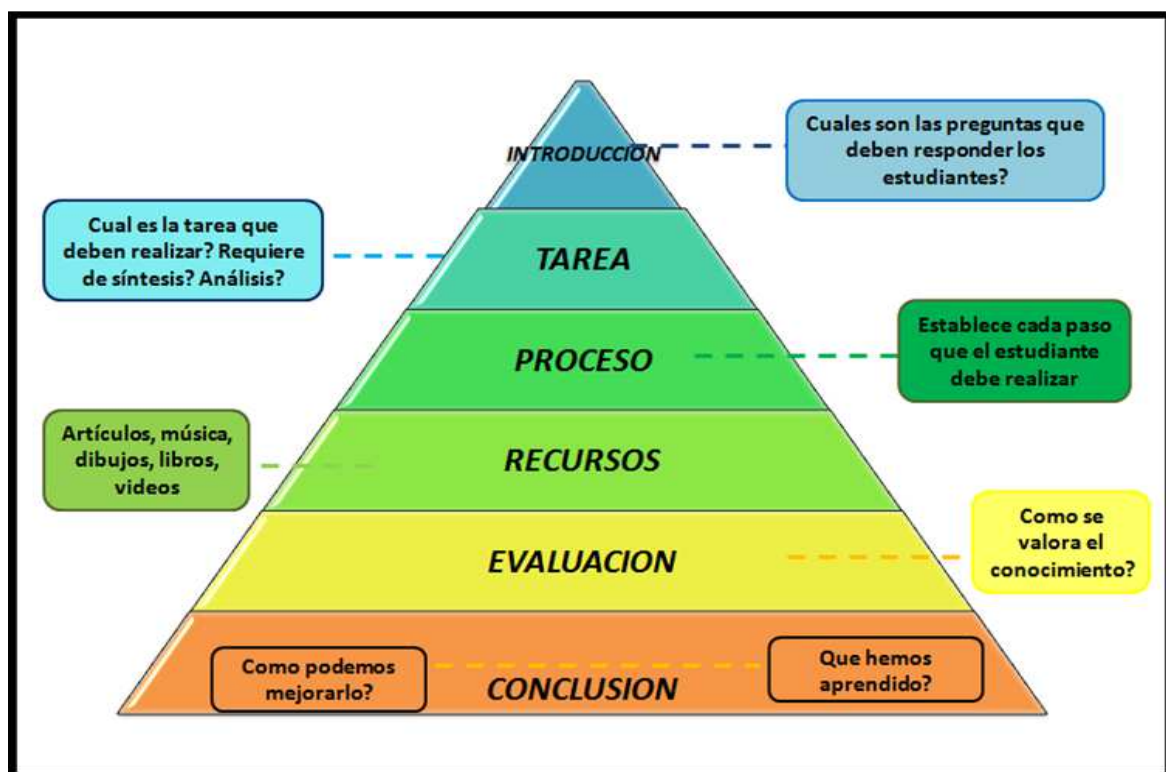 INTRODUCCIÓN
Cuales son las preguntas que
deben responder los
estudiantes?
Cual es la tarea que
deben realizar? Requiere
de síntesis? Análisis?
TAREA
PROCESO
Establece cada paso
que el estudiante
debe realizar
Artículos, música,
dibujos, libros,
videos
RECURSOS
EVALUACION
Como se
valora el
conocimiento?
Como podemos
mejorarlo?
CONCLUSION
Que hemos
aprendido?